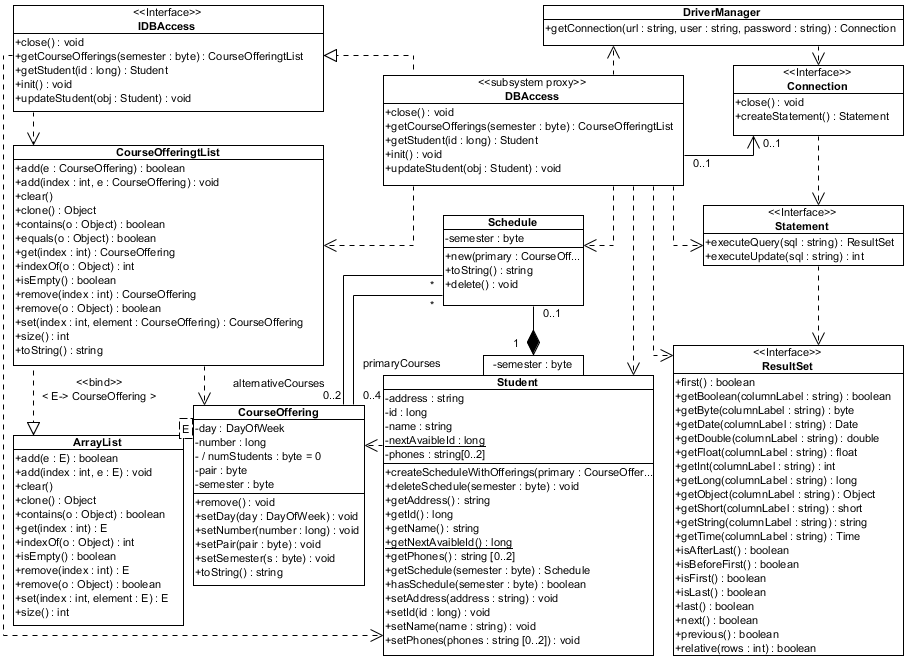 <<Interface>>
IDBAccess
+close() : void
+getCourseOfferings(semester : byte) : CourseOfferingtList
+getStudent(id : long) : Student
+init() : void
+updateStudent(obj : Student) : void
DriverManager
+getConnection(url : string, user : string, password : string) : Connection
<<subsystem proxy>>
DBAccess
+close() : void
+getCourseOfferings(semester : byte) : CourseOfferingtList
+getStudent(id : long) : Student
+init() : void
+updateStudent(obj : Student) : void
<<Interface>>
Connection
+close() : void
+createStatement() : Statement
0..1
0..1
CourseOfferingtList
+add(e : CourseOffering) : boolean
+add(index : int, e : CourseOffering) : void
+clear()
+clone() : Object
+contains(o : Object) : boolean
+equals(o : Object) : boolean
+get(index : int) : CourseOffering
+indexOf(o : Object) : int
+isEmpty() : boolean
+remove(index : int) : CourseOffering
+remove(o : Object) : boolean
+set(index : int, element : CourseOffering) : CourseOffering
+size() : int
+toString() : string
Schedule
-semester : byte
+new(primary : CourseOff...
+toString() : string
+delete() : void
*
*
0..1
1
<<Interface>>
Statement
+executeQuery(sql : string) : ResultSet
+executeUpdate(sql : string) : int
<<bind>>
< E-> CourseOffering >
alternativeCourses
0..2
primaryCourses
0..4
-semester : byte
ArrayList
E
+add(e : E) : boolean
+add(index : int, e : E) : void
+clear()
+clone() : Object
+contains(o : Object) : boolean
+get(index : int) : E
+indexOf(o : Object) : int
+isEmpty() : boolean
+remove(index : int) : E
+remove(o : Object) : boolean
+set(index : int, element : E) : E
+size() : int
CourseOffering
-day : DayOfWeek
-number : long
- / numStudents : byte = 0
-pair : byte
-semester : byte
+remove() : void
+setDay(day : DayOfWeek) : void
+setNumber(number : long) : void
+setPair(pair : byte) : void
+setSemester(s : byte) : void
+toString() : string
Student
-address : string
-id : long
-name : string
-nextAvaibleId : long
-phones : string[0..2]
+createScheduleWithOfferings(primary : CourseOffer...
+deleteSchedule(semester : byte) : void
+getAddress() : string
+getId() : long
+getName() : string
+getNextAvaibleId() : long
+getPhones() : string [0..2]
+getSchedule(semester : byte) : Schedule
+hasSchedule(semester : byte) : boolean
+setAddress(address : string) : void
+setId(id : long) : void
+setName(name : string) : void
+setPhones(phones : string [0..2]) : void
<<Interface>>
ResultSet
+first() : boolean
+getBoolean(columnLabel : string) : boolean
+getByte(columnLabel : string) : byte
+getDate(columnLabel : string) : Date
+getDouble(columnLabel : string) : double
+getFloat(columnLabel : string) : float
+getInt(columnLabel : string) : int
+getLong(columnLabel : string) : long
+getObject(columnLabel : string) : Object
+getShort(columnLabel : string) : short
+getString(columnLabel : string) : string
+getTime(columnLabel : string) : Time
+isAfterLast() : boolean
+isBeforeFirst() : boolean
+isFirst() : boolean
+isLast() : boolean
+last() : boolean
+next() : boolean
+previous() : boolean
+relative(rows : int) : boolean